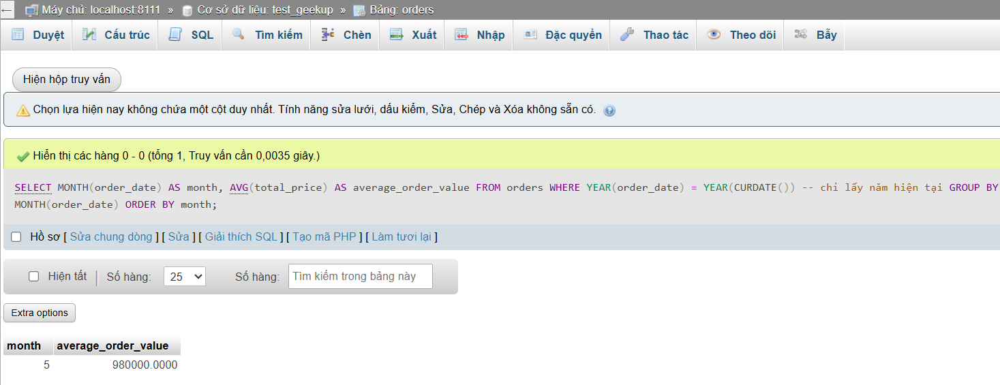 ← Máy chủ: localhost:8111 » Cơ sở dữ liệu: test_geekup » Bảng: orders
Duyệt Cấu trúc SQL Tìm kiếm Chèn Xuất Nhập Đặc quyền Thao tác Theo dõi Bẫy
Hiện hộp truy vấn
Chọn lựa hiện nay không chứa một cột duy nhất. Tính năng sửa lưới, dấu kiểm, Sửa, Chép và Xóa không sẵn có.
Hiển thị các hàng 0 - 0 (tổng 1, Truy vấn cần 0,0035 giây.)
SELECT MONTH(order_date) AS month, AVG(total_price) AS average_order_value FROM orders WHERE YEAR(order_date) = YEAR(CURDATE()) -- chỉ lấy năm hiện tại GROUP BY
MONTH(order_date) ORDER BY month;
Hồ sơ [ Sửa chung dòng ] [ Sửa ] [ Giải thích SQL ] [ Tạo mã PHP ] [ Làm tươi lại ]
Hiện tất | Số hàng: 25 Số hàng: Tìm kiếm trong bảng này
Extra options
month average_order_value
5 980000.0000